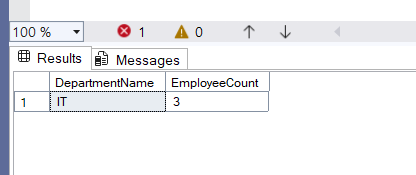 100 % 1 0
Results Messages
DepartmentName EmployeeCount
1 IT 3